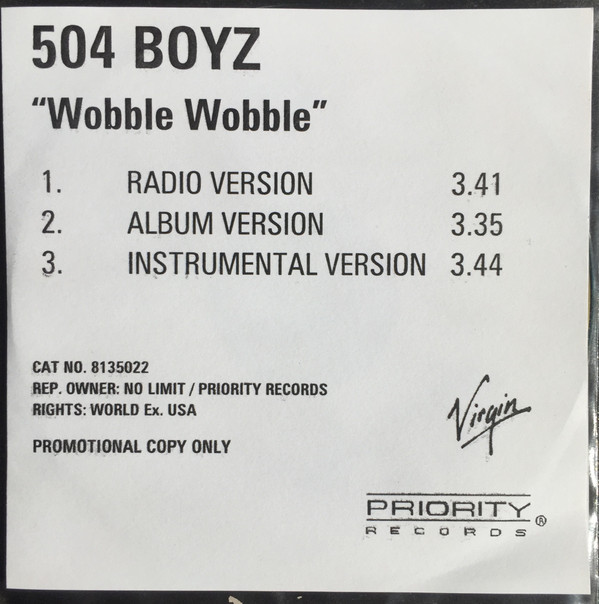 504 BOYZ
“Wobble Wobble”
1. RADIO VERSION 3.41
2. ALBUM VERSION 3.35
3. INSTRUMENTAL VERSION 3.44
CAT NO. 8135022
REP. OWNER: NO LIMIT / PRIORITY RECORDS
RIGHTS: WORLD Ex. USA
PROMOTIONAL COPY ONLY
Virgin
PRIORITY ®
RECORDS